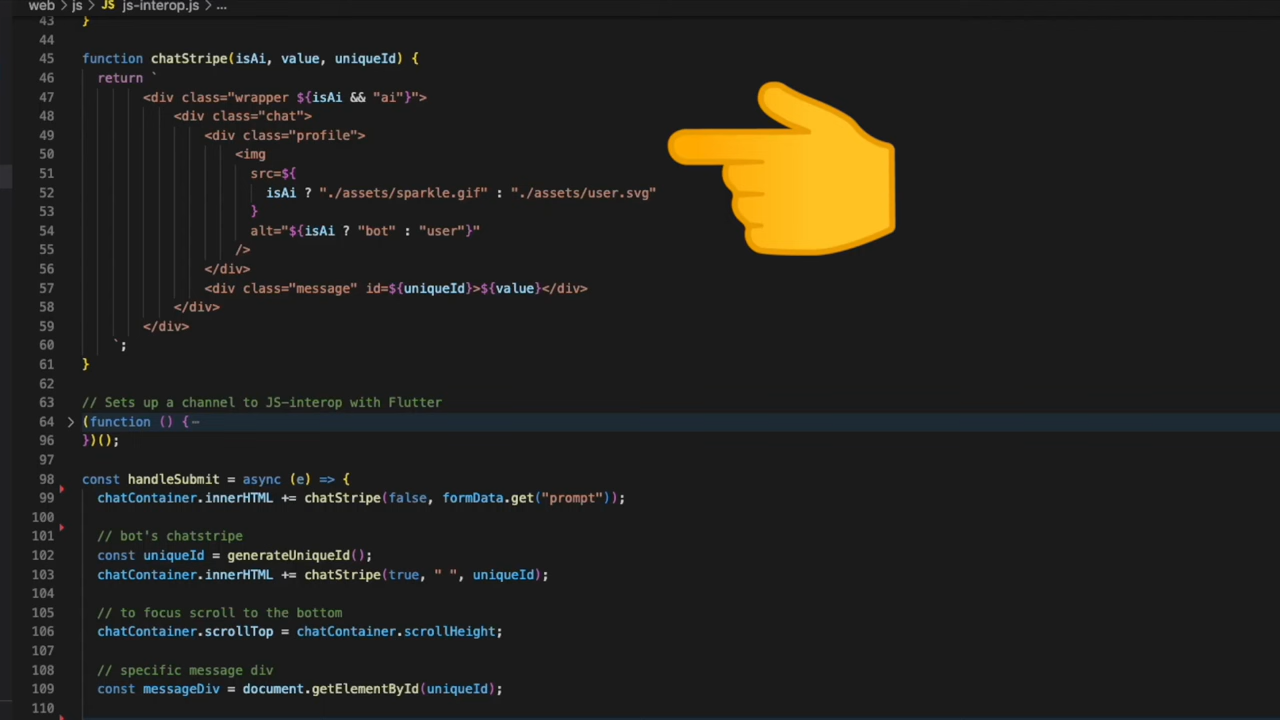 web > js > JS js-interop.js > ...
43 }
44
45 function chatStripe(isAi, value, uniqueId) {
46 return `
47 <div class="wrapper ${isAi && "ai"}">
48 <div class="chat">
49 <div class="profile">
50 <img
51 src=${
52 isAi ? "./assets/sparkle.gif" : "./assets/user.svg"
53 }
54 alt="${isAi ? "bot" : "user"}"
55 />
56 </div>
57 <div class="message" id=${uniqueId}>${value}</div>
58 </div>
59 </div>
60 `;
61 }
62
63 // Sets up a channel to JS-interop with Flutter
64 > (function () {
96 })();
97
98 const handleSubmit = async (e) => {
99 chatContainer.innerHTML += chatStripe(false, formData.get("prompt"));
100
101 // bot's chatstripe
102 const uniqueId = generateUniqueId();
103 chatContainer.innerHTML += chatStripe(true, " ", uniqueId);
104
105 // to focus scroll to the bottom
106 chatContainer.scrollTop = chatContainer.scrollHeight;
107
108 // specific message div
109 const messageDiv = document.getElementById(uniqueId);
110